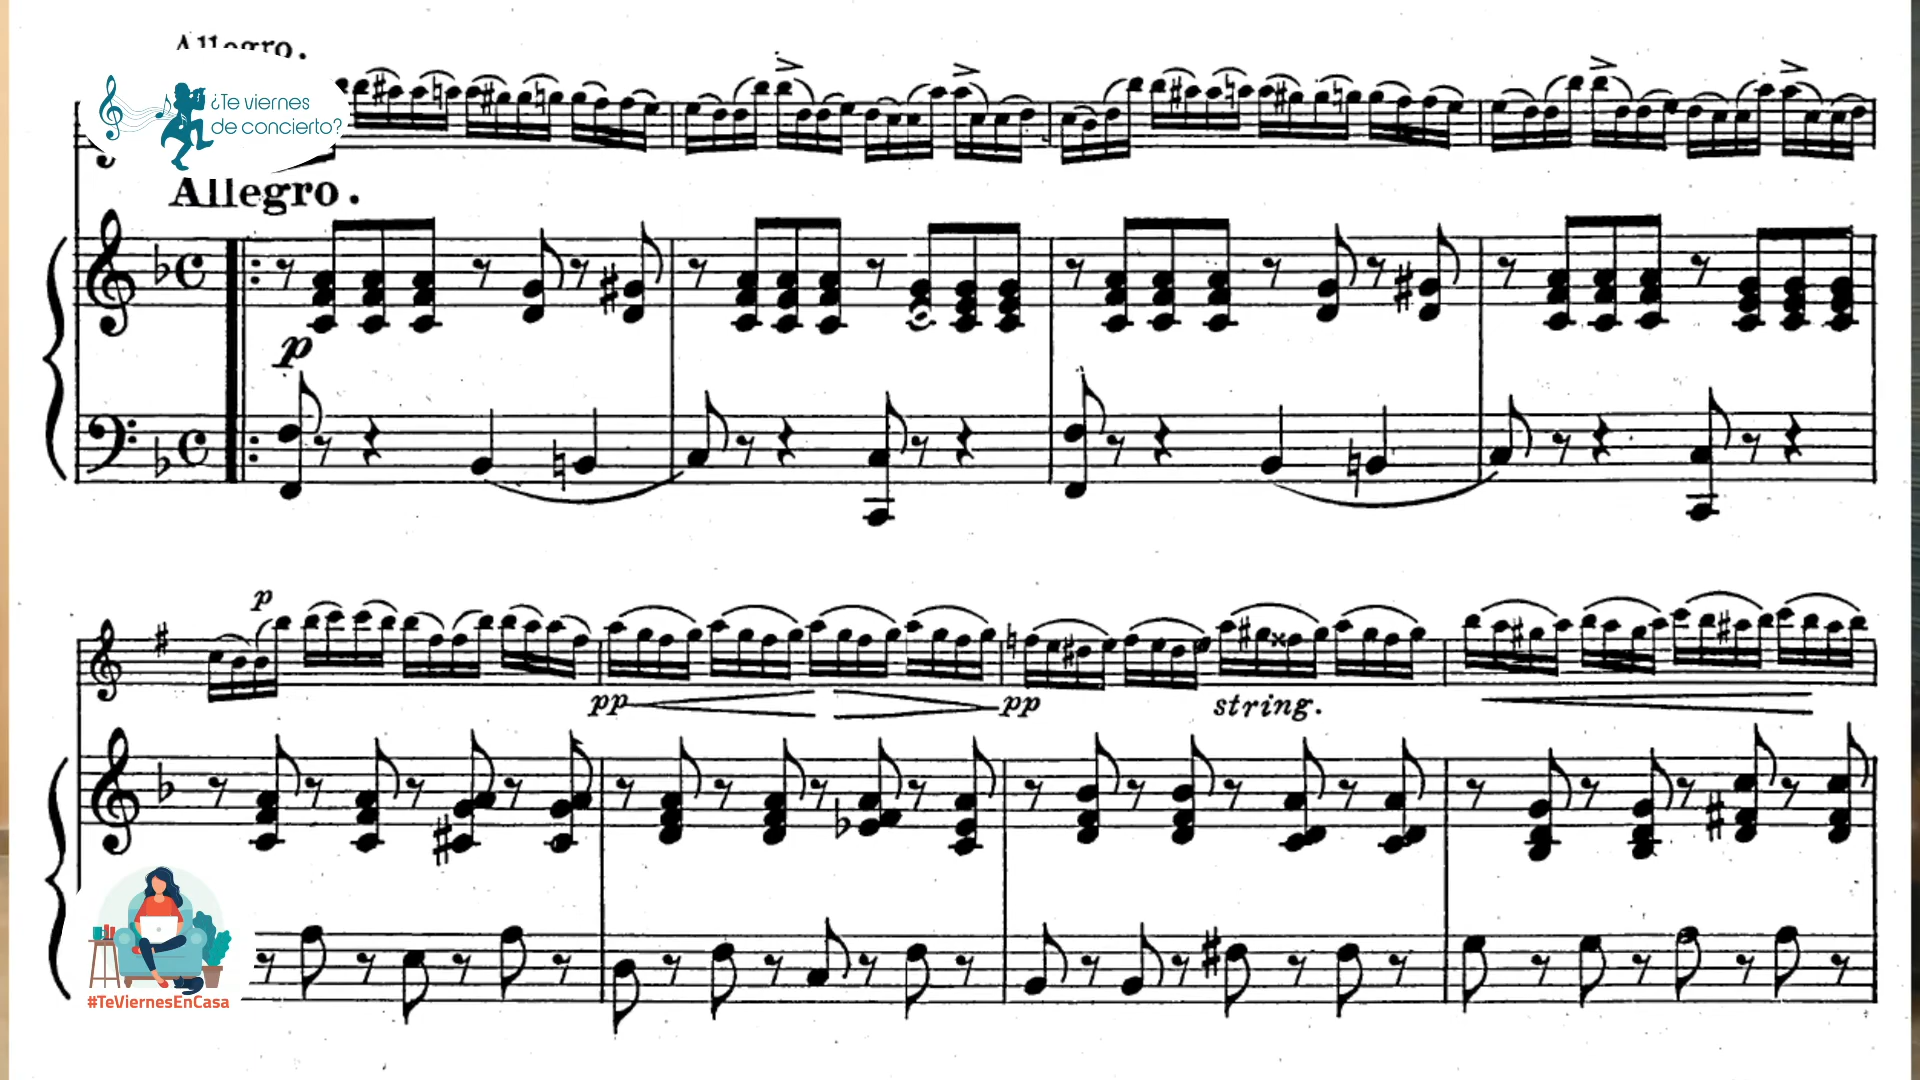 Allegro.
¿Te viernes
de concierto?
Allegro.
p
p
pp
pp
string.
#TeViernesEnCasa